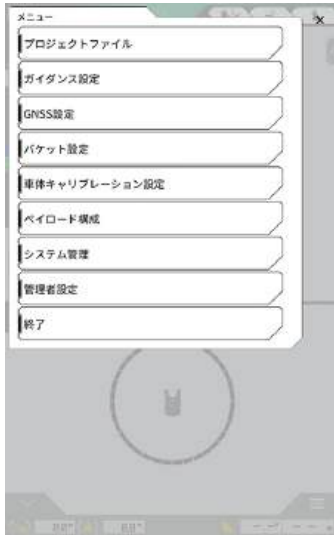 メニュー
×
プロジェクトファイル
ガイダンス設定
GNSS設定
バケット設定
車体キャリブレーション設定
ペイロード構成
システム管理
管理者設定
終了